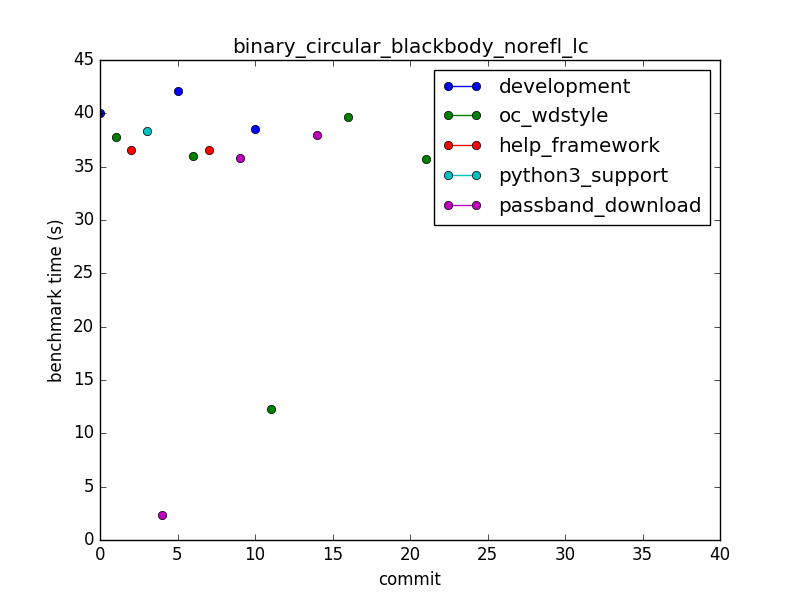 binary_circular_blackbody_norefl_lc
development
oc_wdstyle
help_framework
python3_support
passband_download
benchmark time (s)
45
40
35
30
25
20
15
10
5
0
0 5 10 15 20 25 30 35 40
commit